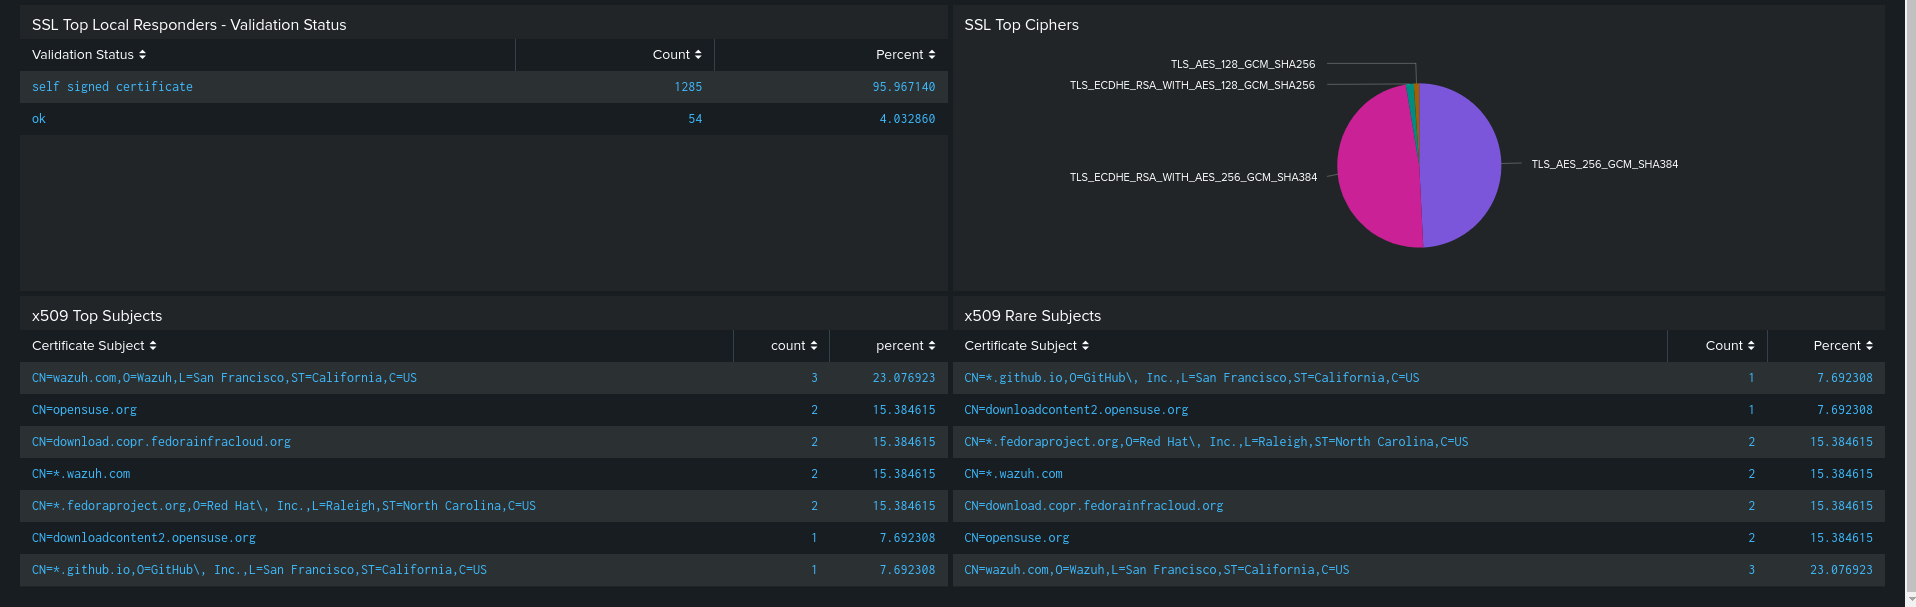 SSL Top Local Responders - Validation Status
Validation Status Count Percent
self signed certificate 1285 95.967140
ok 54 4.032860
SSL Top Ciphers
TLS_AES_128_GCM_SHA256
TLS_ECDHE_RSA_WITH_AES_128_GCM_SHA256
TLS_AES_256_GCM_SHA384
TLS_ECDHE_RSA_WITH_AES_256_GCM_SHA384
x509 Top Subjects
Certificate Subject count percent
CN=wazuh.com,O=Wazuh,L=San Francisco,ST=California,C=US 3 23.076923
CN=opensuse.org 2 15.384615
CN=download.copr.fedorainfracloud.org 2 15.384615
CN=*.wazuh.com 2 15.384615
CN=*.fedoraproject.org,O=Red Hat\, Inc.,L=Raleigh,ST=North Carolina,C=US 2 15.384615
CN=downloadcontent2.opensuse.org 1 7.692308
CN=*.github.io,O=GitHub\, Inc.,L=San Francisco,ST=California,C=US 1 7.692308
x509 Rare Subjects
Certificate Subject Count Percent
CN=*.github.io,O=GitHub\, Inc.,L=San Francisco,ST=California,C=US 1 7.692308
CN=downloadcontent2.opensuse.org 1 7.692308
CN=*.fedoraproject.org,O=Red Hat\, Inc.,L=Raleigh,ST=North Carolina,C=US 2 15.384615
CN=*.wazuh.com 2 15.384615
CN=download.copr.fedorainfracloud.org 2 15.384615
CN=opensuse.org 2 15.384615
CN=wazuh.com,O=Wazuh,L=San Francisco,ST=California,C=US 3 23.076923